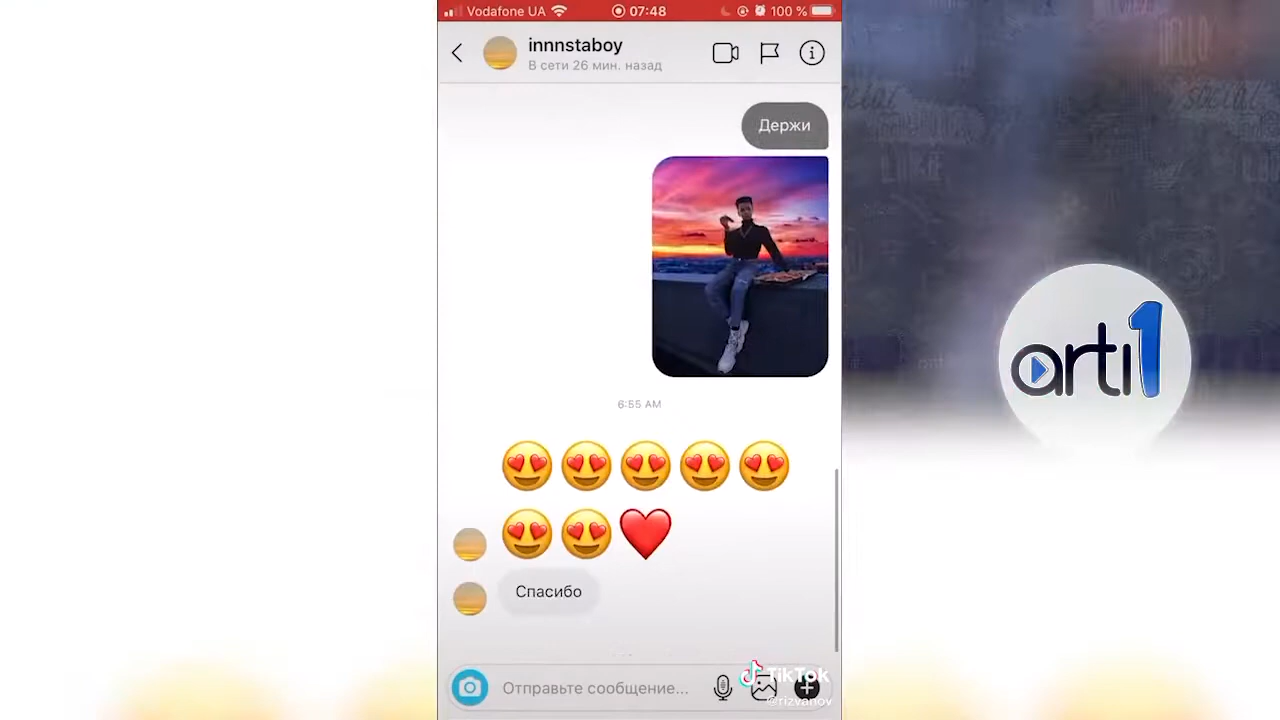 Vodafone UA
07:48
100 %
innnstaboy
В сети 26 мин. назад
Держи
6:55 AM
Спасибо
Отправьте сообщение...
TikTok
@rizvanov
arti1